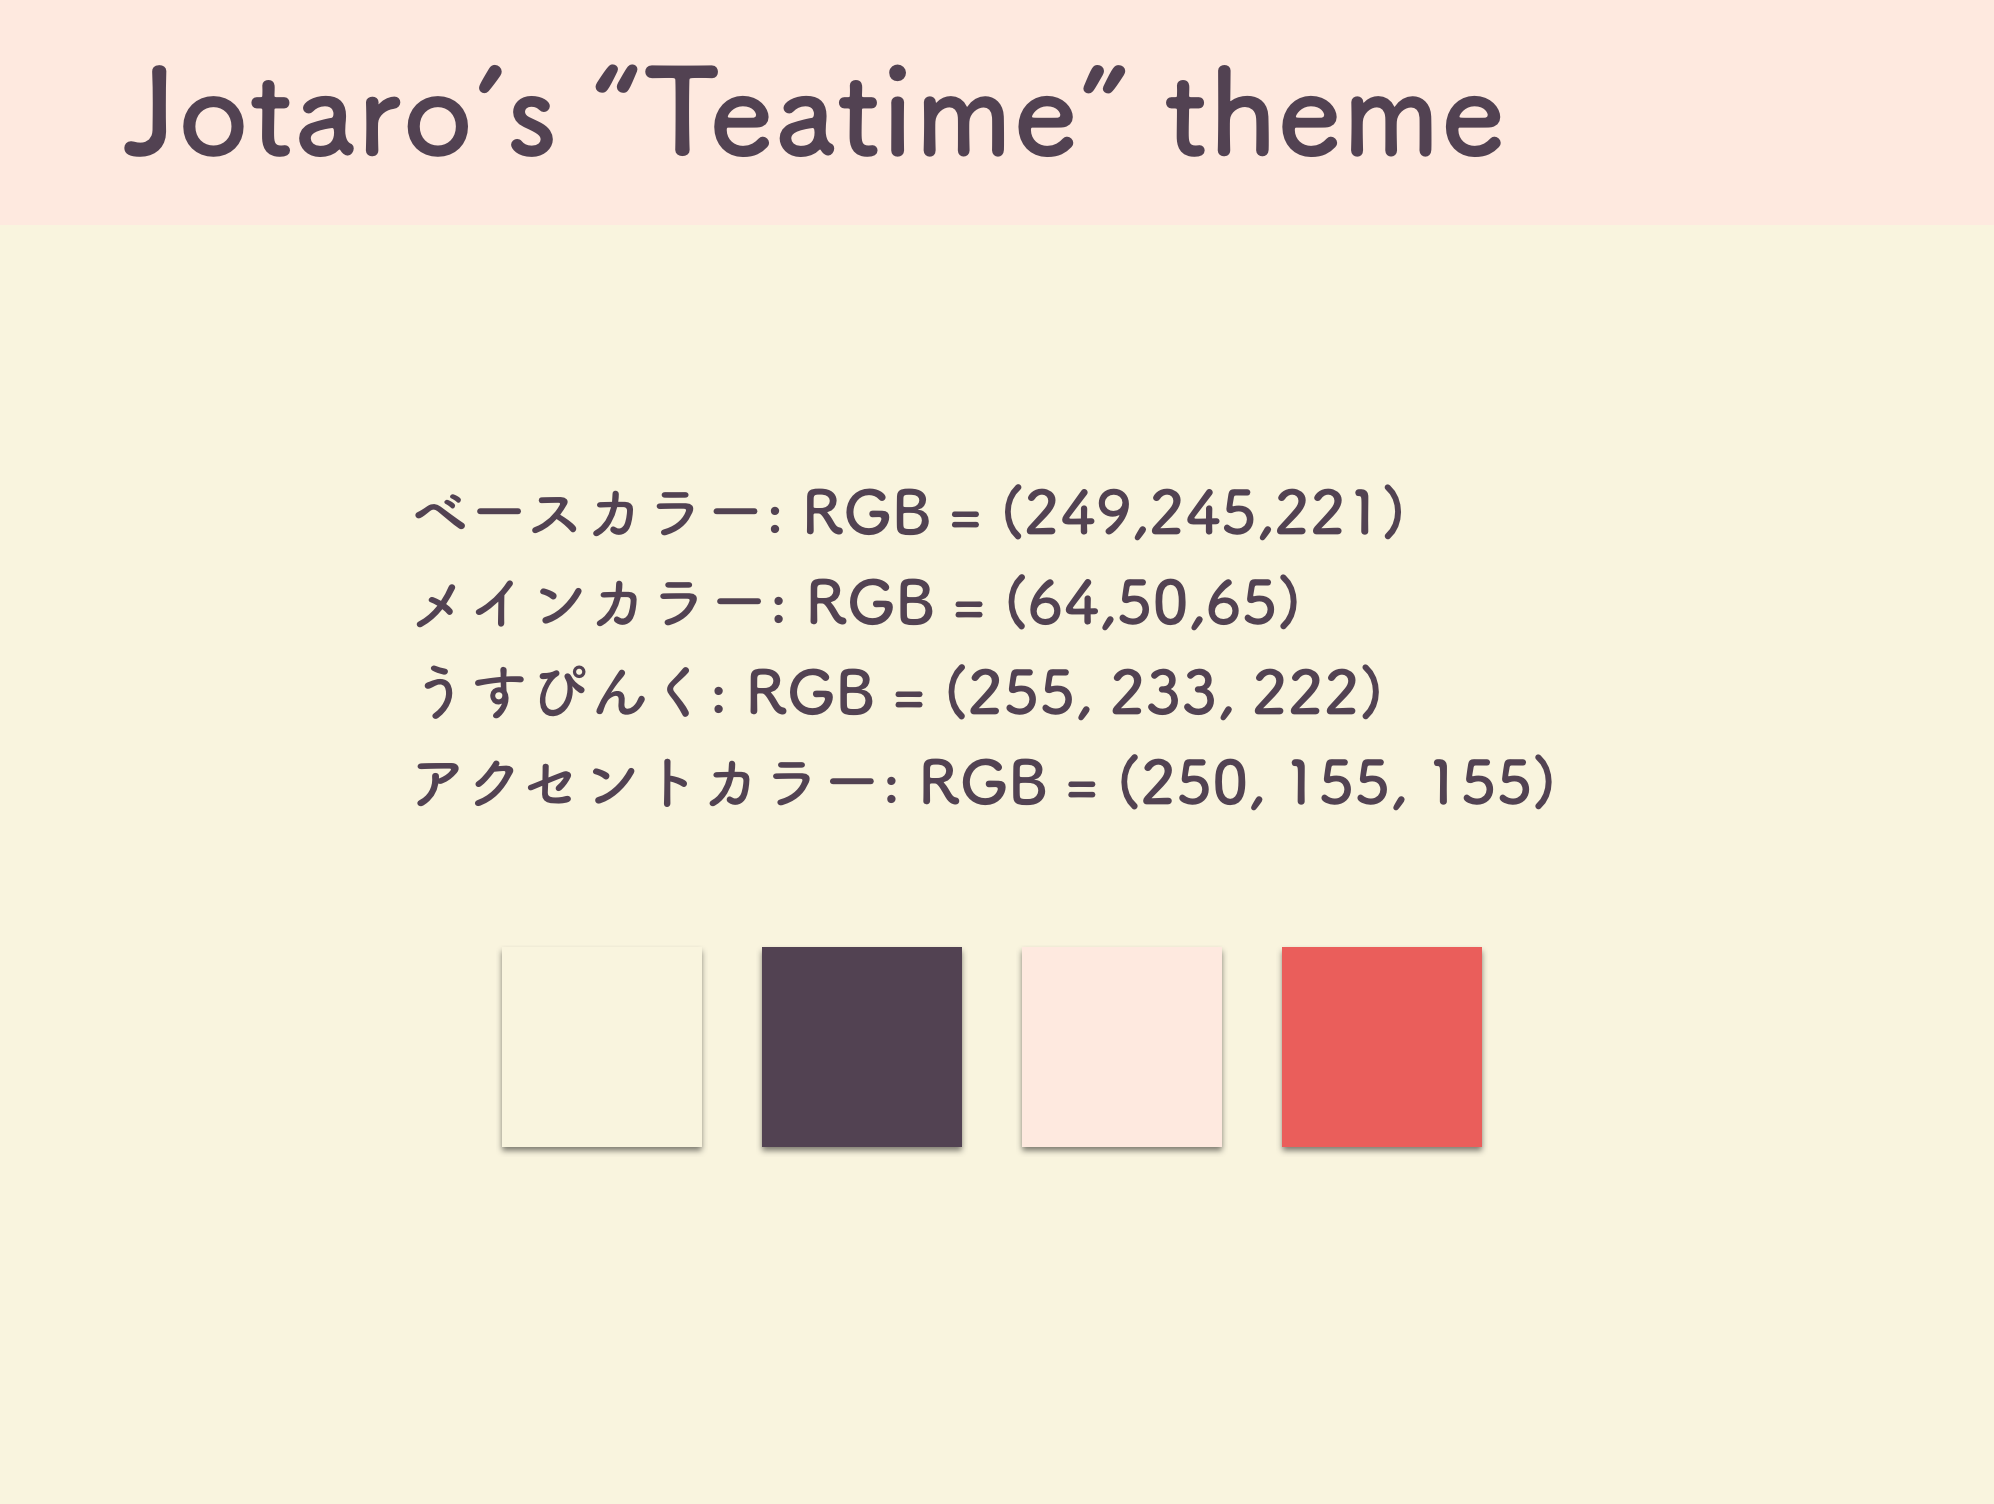 Jotaro’s “Teatime” theme
ベースカラー: RGB = (249,245,221)
メインカラー: RGB = (64,50,65)
うすぴんく: RGB = (255, 233, 222)
アクセントカラー: RGB = (250, 155, 155)